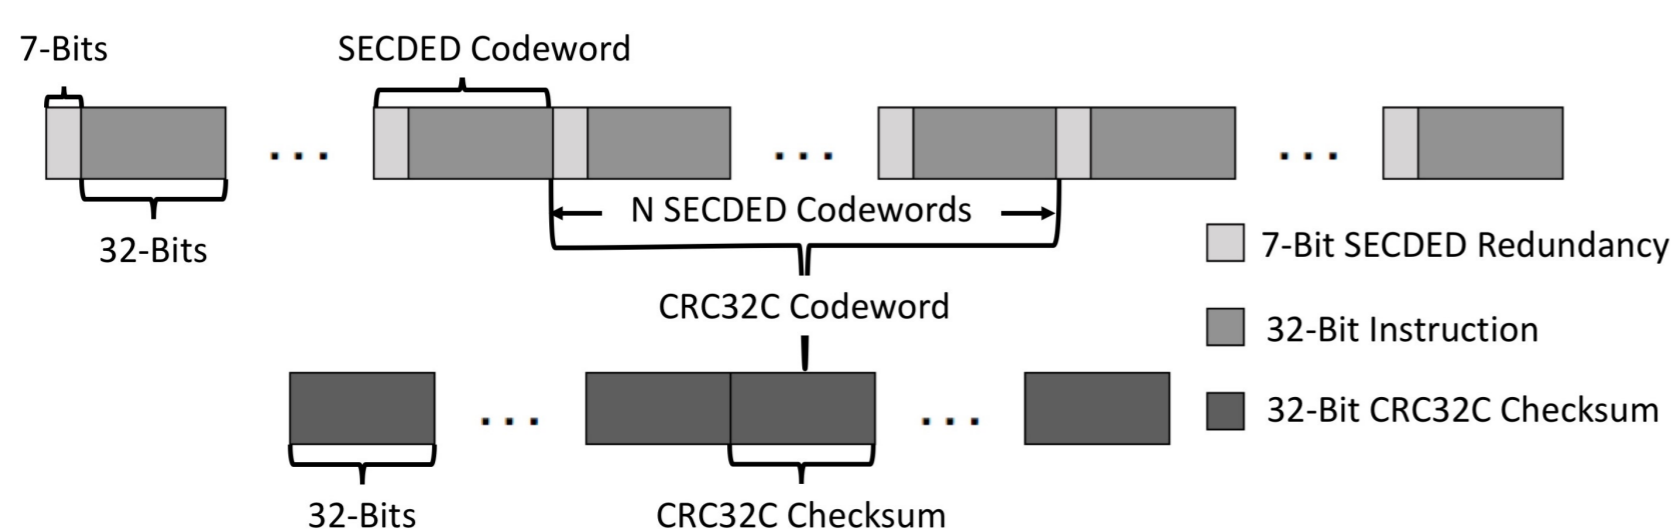 7-Bits
SECDED Codeword
. . .
. . .
. . .
N SECDED Codewords
32-Bits
7-Bit SECDED Redundancy
CRC32C Codeword
32-Bit Instruction
. . .
. . .
32-Bit CRC32C Checksum
32-Bits
CRC32C Checksum